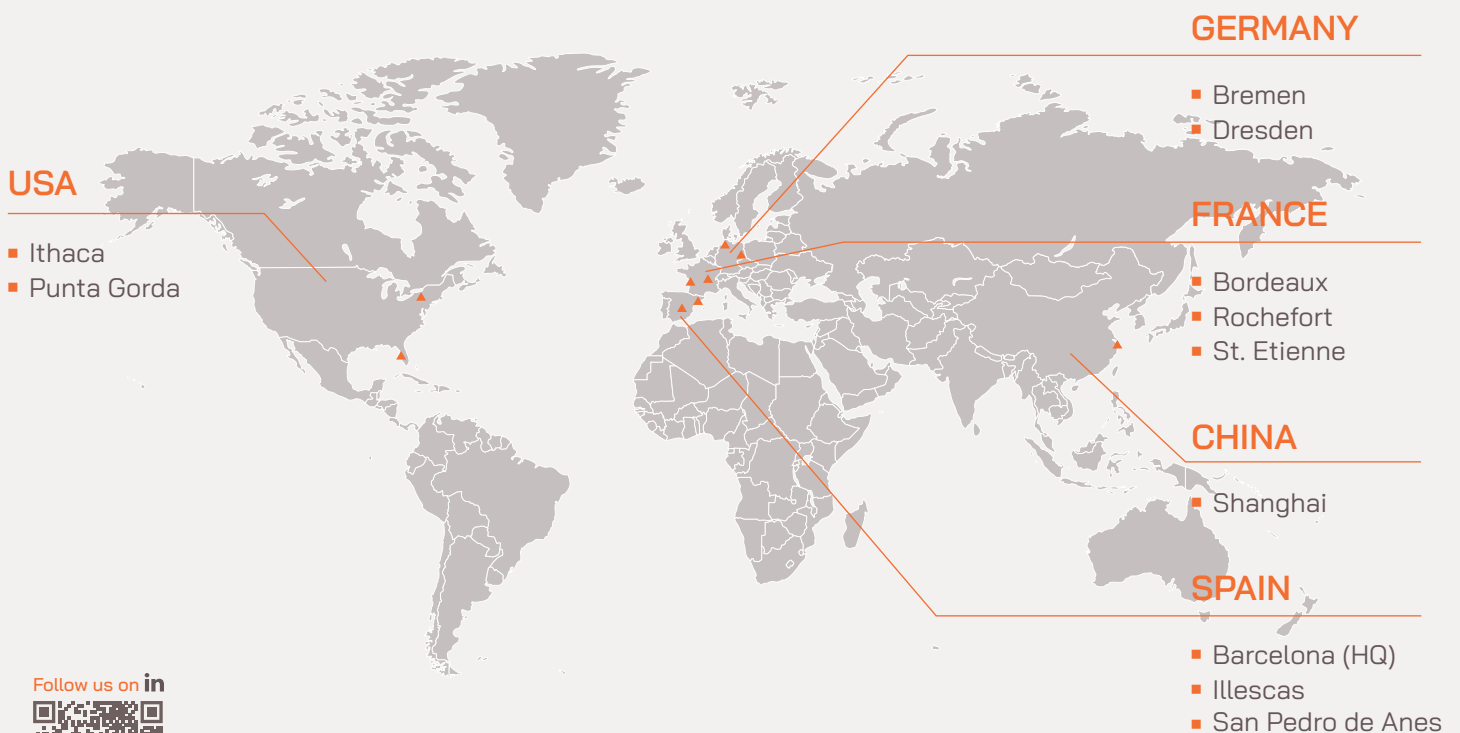 GERMANY
Bremen
Dresden
USA
Ithaca
Punta Gorda
FRANCE
Bordeaux
Rochefort
St. Etienne
CHINA
Shanghai
SPAIN
Barcelona (HQ)
Illescas
San Pedro de Anes
Follow us on in